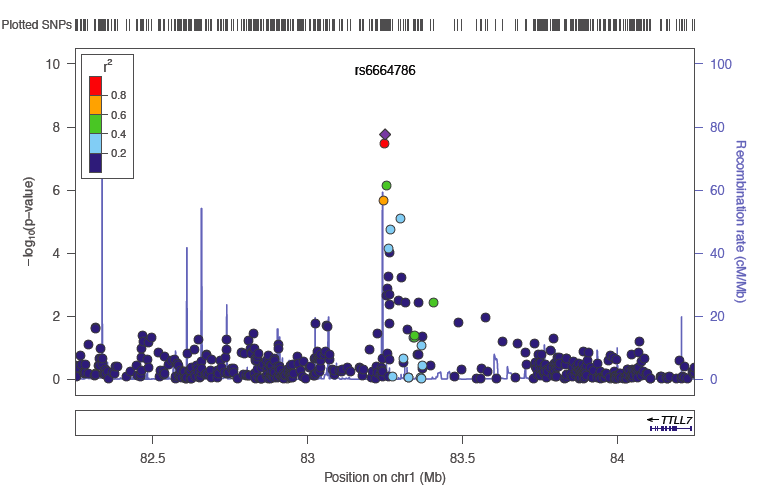 Plotted SNPs
rs6664786
r²
0.8
0.6
0.4
0.2
10
8
6
4
2
0
−log₁₀(p−value)
100
80
60
40
20
0
Recombination rate (cM/Mb)
←TTLL7
82.5
83
83.5
84
Position on chr1 (Mb)